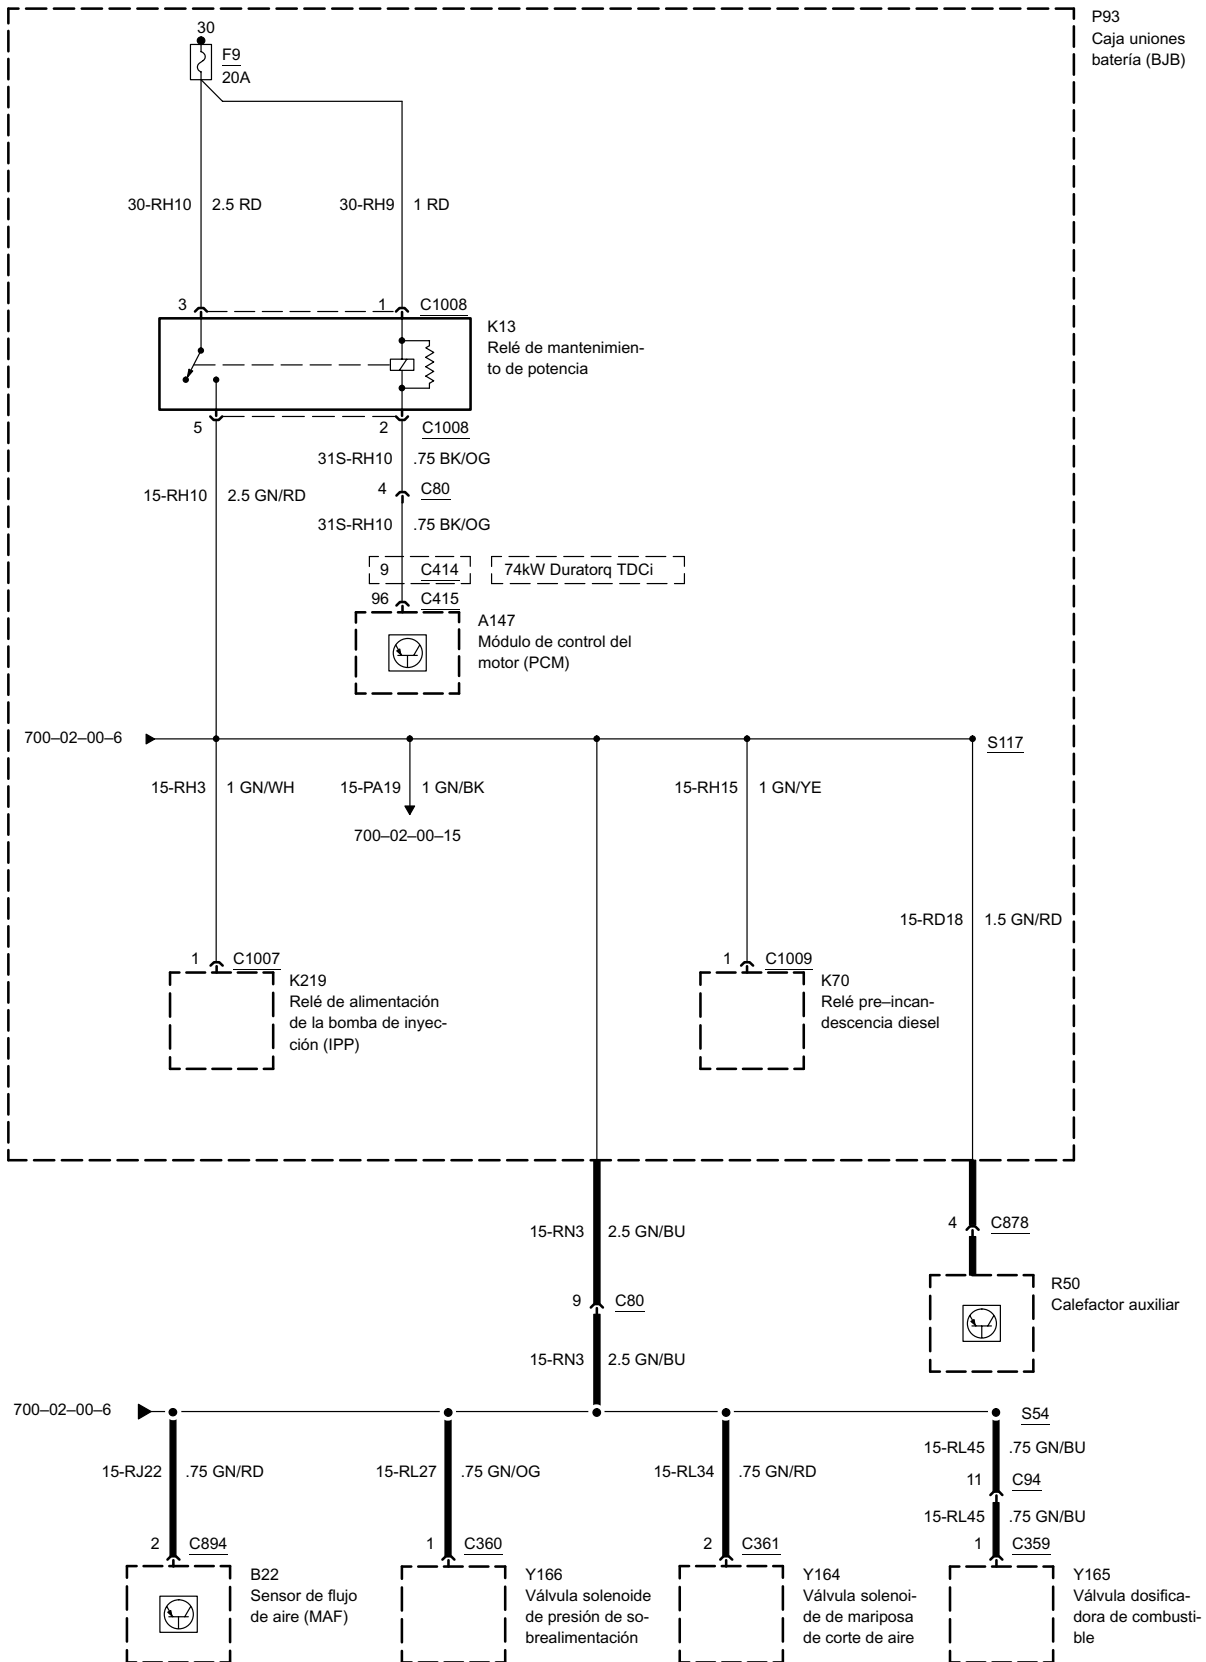 P93
Caja uniones
batería (BJB)
30
F9
20A
30-RH10 2.5 RD
30-RH9 1 RD
3 1 C1008
K13
Relé de mantenimien-
to de potencia
5 2 C1008
31S-RH10 .75 BK/OG
15-RH10 2.5 GN/RD
4 C80
31S-RH10 .75 BK/OG
9 C414 74kW Duratorq TDCi
96 C415
A147
Módulo de control del
motor (PCM)
700–02–00–6 S117
15-RH3 1 GN/WH
15-PA19 1 GN/BK
15-RH15 1 GN/YE
700–02–00–15
15-RD18 1.5 GN/RD
1 C1007
K219
Relé de alimentación
de la bomba de inyec-
ción (IPP)
1 C1009
K70
Relé pre–incan-
descencia diesel
15-RN3 2.5 GN/BU
4 C878
R50
Calefactor auxiliar
9 C80
15-RN3 2.5 GN/BU
700–02–00–6 S54
15-RJ22 .75 GN/RD
15-RL27 .75 GN/OG
15-RL34 .75 GN/RD
15-RL45 .75 GN/BU
11 C94
15-RL45 .75 GN/BU
2 C894
B22
Sensor de flujo
de aire (MAF)
1 C360
Y166
Válvula solenoide
de presión de so-
brealimentación
2 C361
Y164
Válvula solenoi-
de de mariposa
de corte de aire
1 C359
Y165
Válvula dosifica-
dora de combusti-
ble